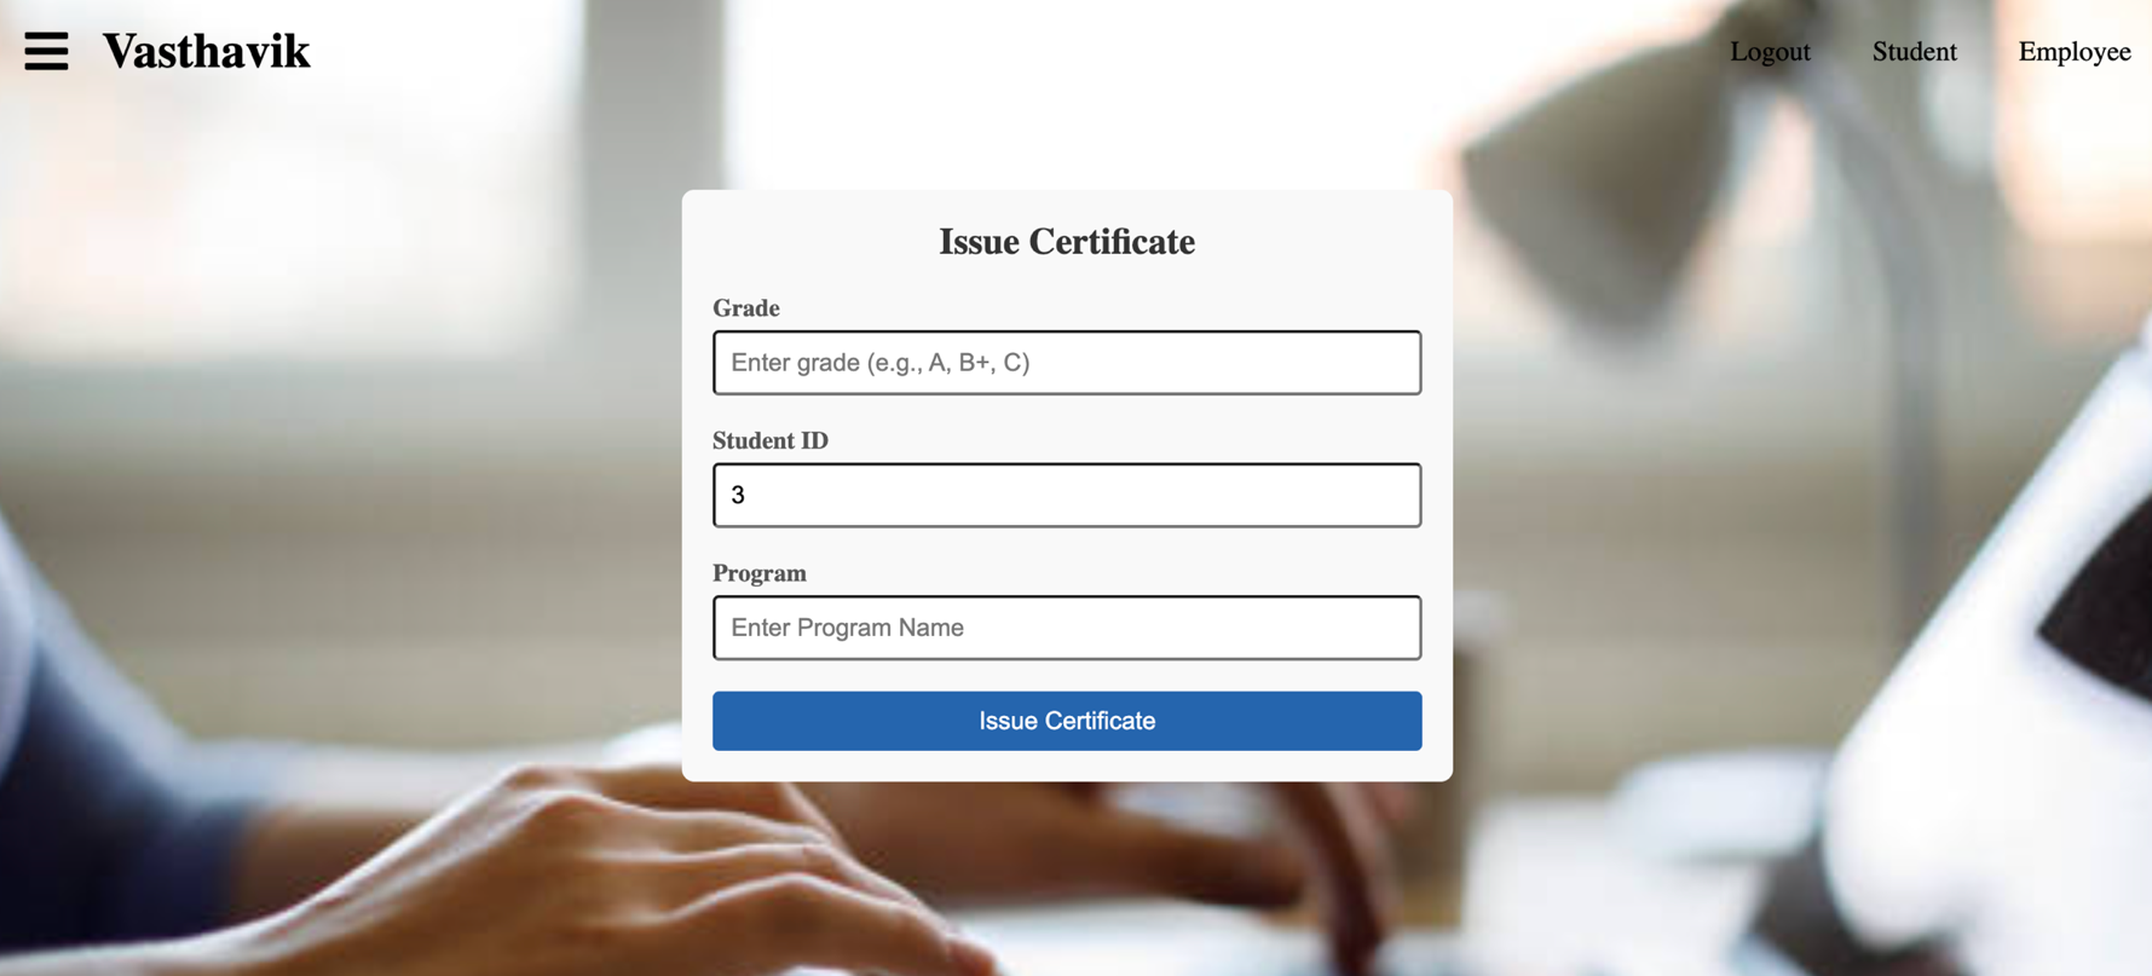 Vasthavik
Logout Student Employee
Issue Certificate
Grade
Enter grade (e.g., A, B+, C)
Student ID
3
Program
Enter Program Name
Issue Certificate